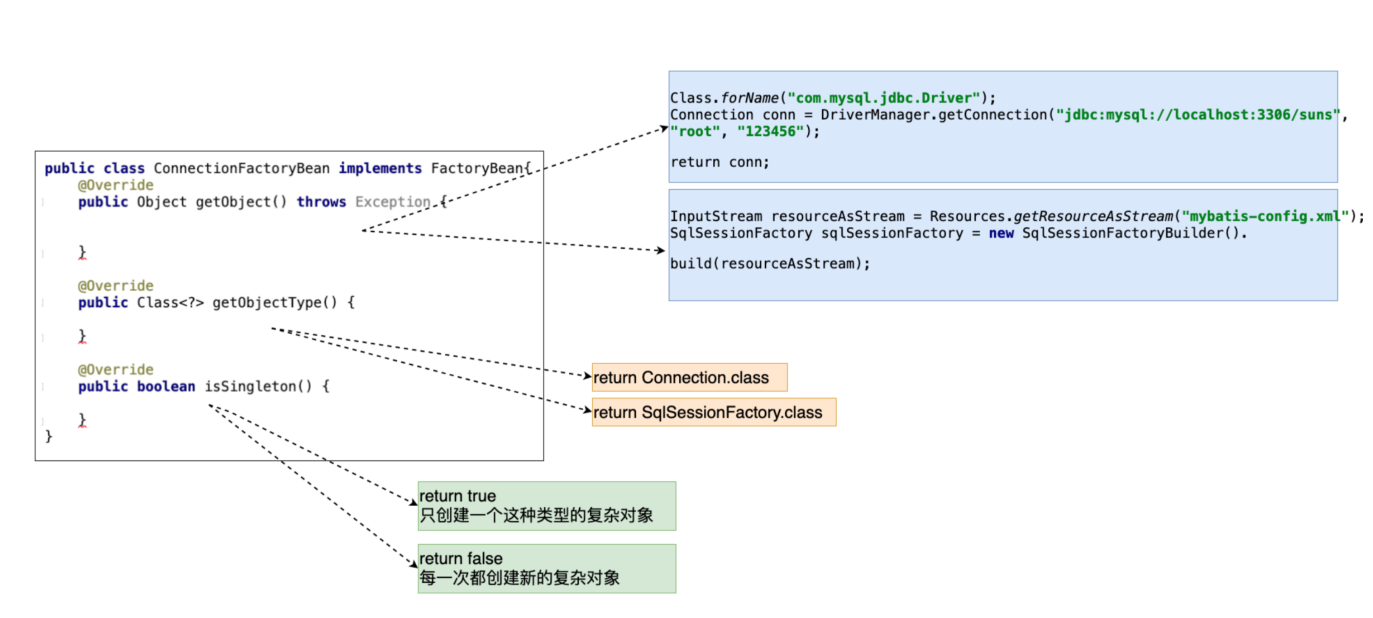 public class ConnectionFactoryBean implements FactoryBean{
@Override
public Object getObject() throws Exception {
}
@Override
public Class<?> getObjectType() {
}
@Override
public boolean isSingleton() {
}
}
Class.forName("com.mysql.jdbc.Driver");
Connection conn = DriverManager.getConnection("jdbc:mysql://localhost:3306/suns",
"root", "123456");
return conn;
InputStream resourceAsStream = Resources.getResourceAsStream("mybatis-config.xml");
SqlSessionFactory sqlSessionFactory = new SqlSessionFactoryBuilder().
build(resourceAsStream);
return Connection.class
return SqlSessionFactory.class
return true
只创建一个这种类型的复杂对象
return false
每一次都创建新的复杂对象